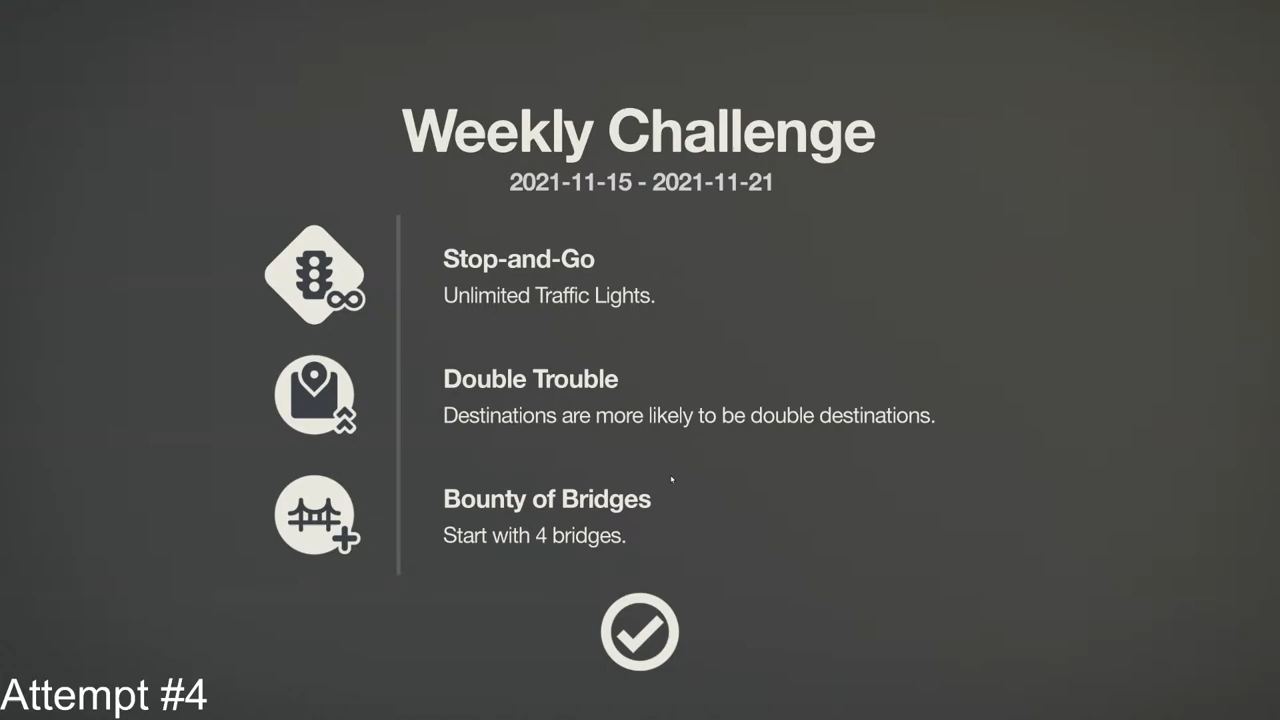 Weekly Challenge
2021-11-15 - 2021-11-21
Stop-and-Go
Unlimited Traffic Lights.
Double Trouble
Destinations are more likely to be double destinations.
Bounty of Bridges
Start with 4 bridges.
Attempt #4